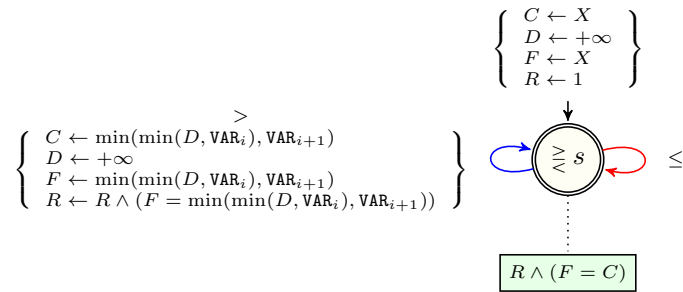 C ← X
D ← +∞
F ← X
R ← 1
>
C ← min(min(D, VAR_i), VAR_{i+1})
D ← +∞
F ← min(min(D, VAR_i), VAR_{i+1})
R ← R ∧ (F = min(min(D, VAR_i), VAR_{i+1}))
≥
=
< s
≤
R ∧ (F = C)